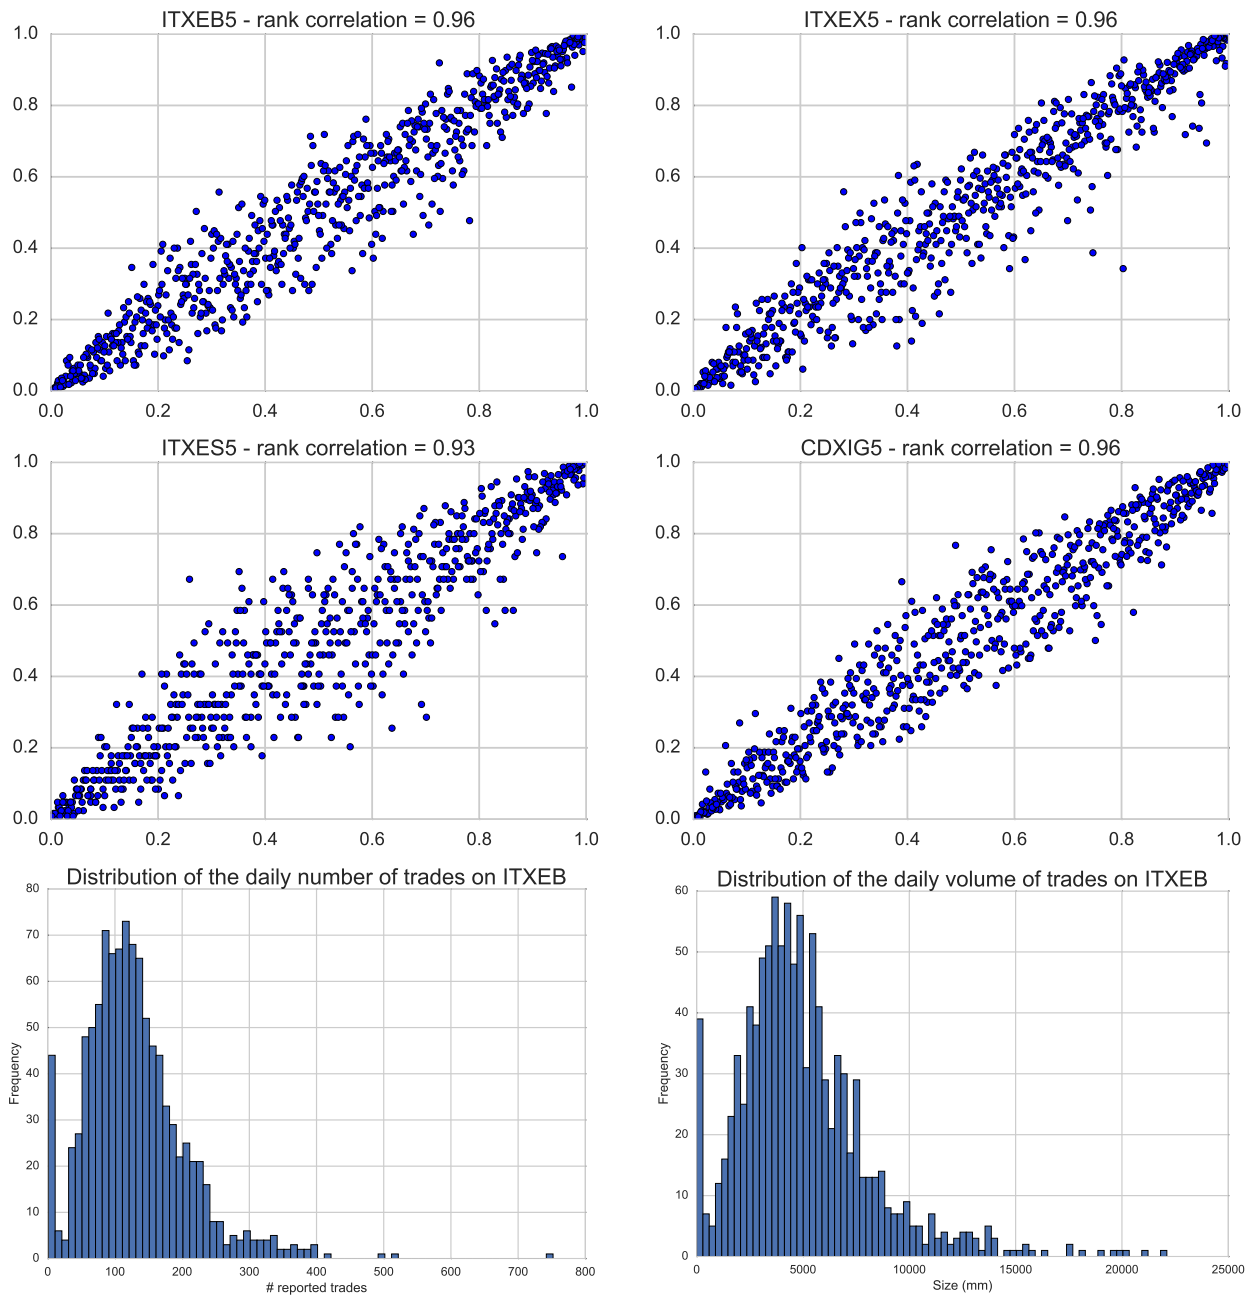 ITXEB5 - rank correlation = 0.96
1.0
0.8
0.6
0.4
0.2
0.0
0.0 0.2 0.4 0.6 0.8 1.0
ITXEX5 - rank correlation = 0.96
1.0
0.8
0.6
0.4
0.2
0.0
0.0 0.2 0.4 0.6 0.8 1.0
ITXES5 - rank correlation = 0.93
1.0
0.8
0.6
0.4
0.2
0.0
0.0 0.2 0.4 0.6 0.8 1.0
CDXIG5 - rank correlation = 0.96
1.0
0.8
0.6
0.4
0.2
0.0
0.0 0.2 0.4 0.6 0.8 1.0
Distribution of the daily number of trades on ITXEB
80
70
60
50
40
30
20
10
0
Frequency
0 100 200 300 400 500 600 700 800
# reported trades
Distribution of the daily volume of trades on ITXEB
60
50
40
30
20
10
0
Frequency
0 5000 10000 15000 20000 25000
Size (mm)